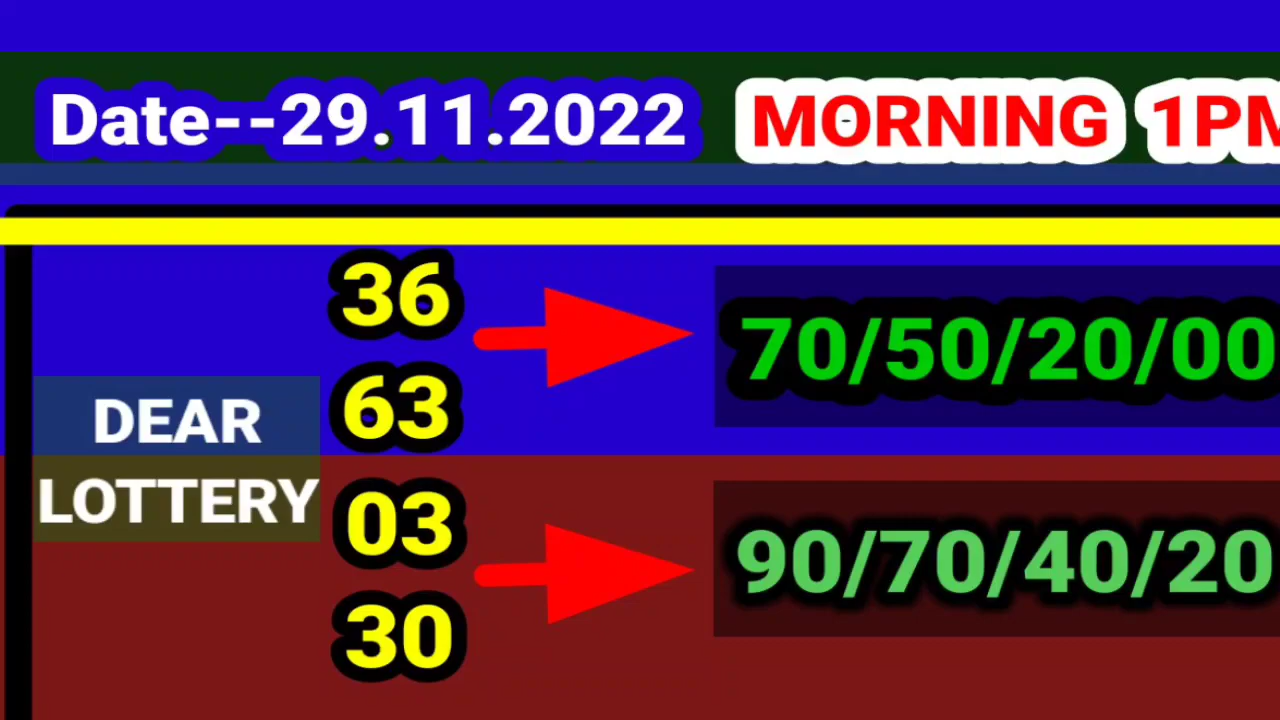 Date--29.11.2022 MORNING 1PM
36
70/50/20/00
63
DEAR
LOTTERY
03
90/70/40/20
30